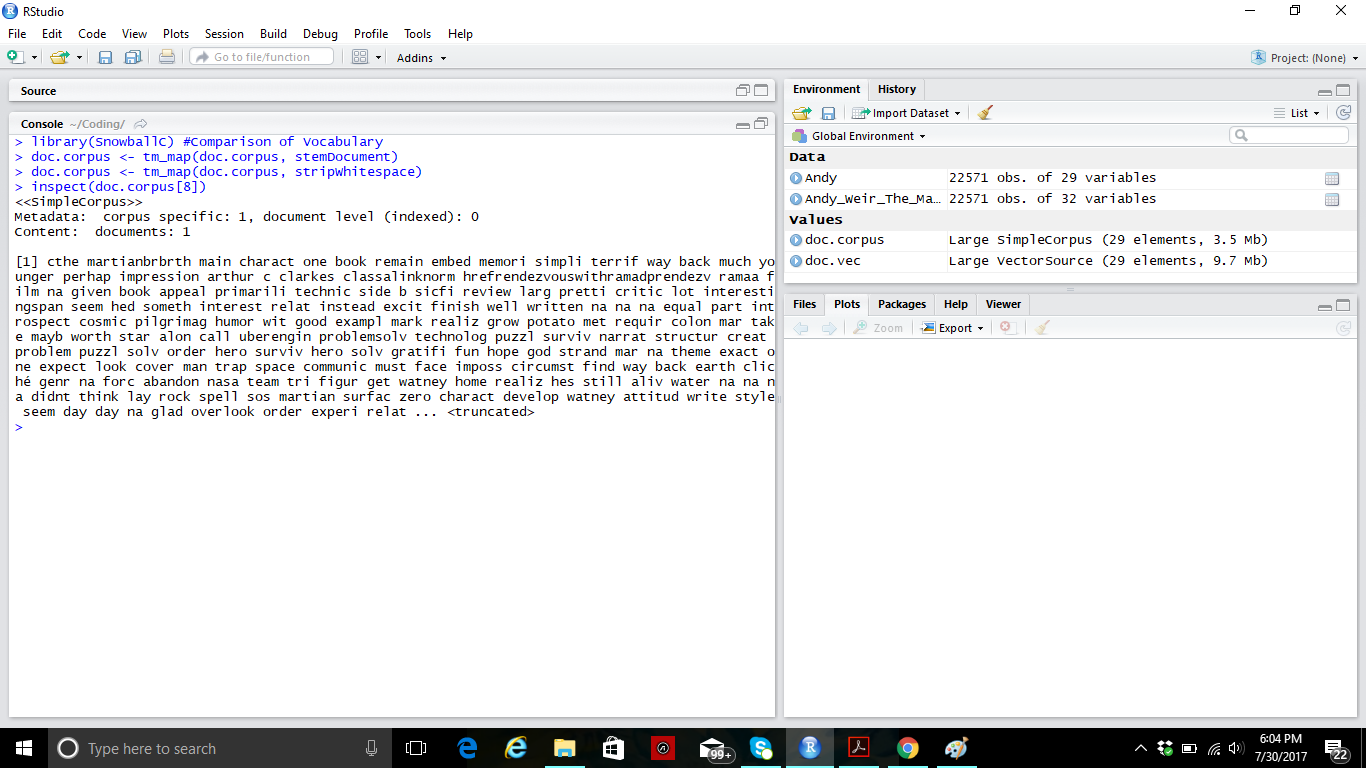 RStudio
File Edit Code View Plots Session Build Debug Profile Tools Help
Go to file/function Addins Project: (None)
Source
Console ~/Coding/
> library(SnowballC) #Comparison of Vocabulary
> doc.corpus <- tm_map(doc.corpus, stemDocument)
> doc.corpus <- tm_map(doc.corpus, stripWhitespace)
> inspect(doc.corpus[8])
<<SimpleCorpus>>
Metadata:  corpus specific: 1, document level (indexed): 0
Content:  documents: 1
[1] cthe martianbrbrth main charact one book remain embed memori simpli terrif way back much yo
unger perhap impression arthur c clarkes classalinknorm hrefrendezvouswithramadprendezv ramaa f
ilm na given book appeal primarili technic side b sicfi review larg pretti critic lot interesti
ngspan seem hed someth interest relat instead excit finish well written na na na equal part int
rospect cosmic pilgrimag humor wit good exampl mark realiz grow potato met requir colon mar tak
e mayb worth star alon call uberengin problemsolv technolog puzzl surviv narrat structur creat
problem puzzl solv order hero surviv hero solv gratifi fun hope god strand mar na theme exact o
ne expect look cover man trap space communic must face imposs circumst find way back earth clic
hé genr na forc abandon nasa team tri figur get watney home realiz hes still aliv water na na n
a didnt think lay rock spell sos martian surfac zero charact develop watney attitud write style
 seem day day na glad overlook order experi relat ... <truncated>
>
Environment History
Import Dataset List
Global Environment
Data
Andy 22571 obs. of 29 variables
Andy_Weir_The_Ma… 22571 obs. of 32 variables
Values
doc.corpus Large SimpleCorpus (29 elements, 3.5 Mb)
doc.vec Large VectorSource (29 elements, 9.7 Mb)
Files Plots Packages Help Viewer
Zoom Export
Type here to search
99+
6:04 PM
7/30/2017
22